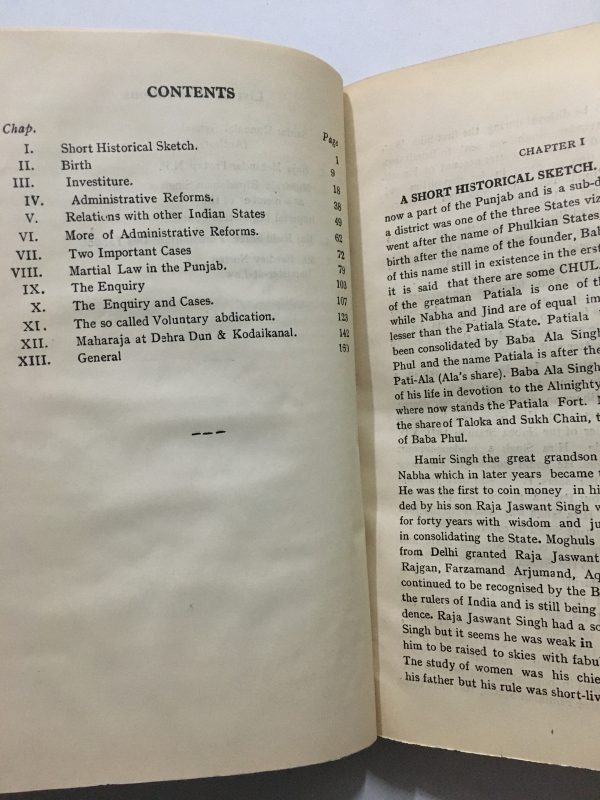 CONTENTS
Chap. Page
I. Short Historical Sketch. 1
II. Birth 9
III. Investiture. 18
IV. Administrative Reforms. 38
V. Relations with other Indian States 49
VI. More of Administrative Reforms. 62
VII. Two Important Cases 72
VIII. Martial Law in the Punjab. 79
IX. The Enquiry 103
X. The Enquiry and Cases. 107
XI. The so called Voluntary abdication. 123
XII. Maharaja at Dehra Dun & Kodaikanal. 142
XIII. General
CHAPTER I
A SHORT HISTORICAL SKETCH.
now a part of the Punjab and is a sub-d
a district was one of the three States viz
went after the name of Phulkian States,
birth after the name of the founder, Bab
of this name still in existence in the erst
it is said that there are some CHUL
of the greatman Patiala is one of th
while Nabha and Jind are of equal im
lesser than the Patiala State. Patiala
been consolidated by Baba Ala Singh
Phul and the name Patiala is after the
Pati-Ala (Ala's share). Baba Ala Singh
of his life in devotion to the Almighty
where now stands the Patiala Fort.
the share of Taloka and Sukh Chain, t
of Baba Phul.
Hamir Singh the great grandson
Nabha which in later years became t
He was the first to coin money in hi
ded by his son Raja Jaswant Singh w
for forty years with wisdom and ju
in consolidating the State. Moghuls
from Delhi granted Raja Jaswant
Rajgan, Farzamand Arjumand, Aq
continued to be recognised by the B
the rulers of India and is still being
dence. Raja Jaswant Singh had a so
Singh but it seems he was weak in
him to be raised to skies with fabul
The study of women was his chie
his father but his rule was short-liv